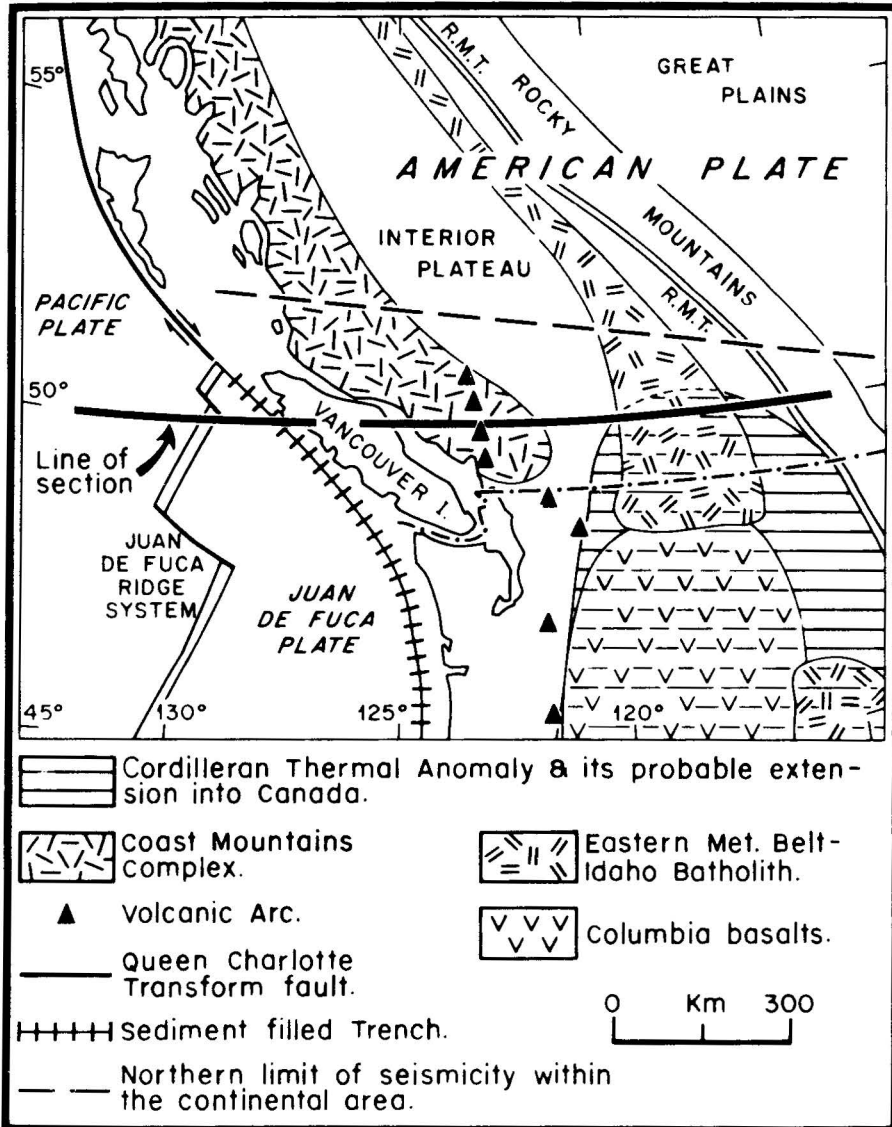 55°
R.M.T.
ROCKY
GREAT
PLAINS
AMERICAN PLATE
INTERIOR
PLATEAU
MOUNTAINS
R.M.T.
PACIFIC
PLATE
50°
VANCOUVER I.
Line of
section
JUAN
DE FUCA
RIDGE
SYSTEM
JUAN
DE FUCA
PLATE
45°
130°
125°
120°
Cordilleran Thermal Anomaly & its probable exten-
sion into Canada.
Coast Mountains
Complex.
Eastern Met. Belt-
Idaho Batholith.
Volcanic Arc.
Columbia basalts.
Queen Charlotte
Transform fault.
0 Km 300
Sediment filled Trench.
Northern limit of seismicity within
the continental area.